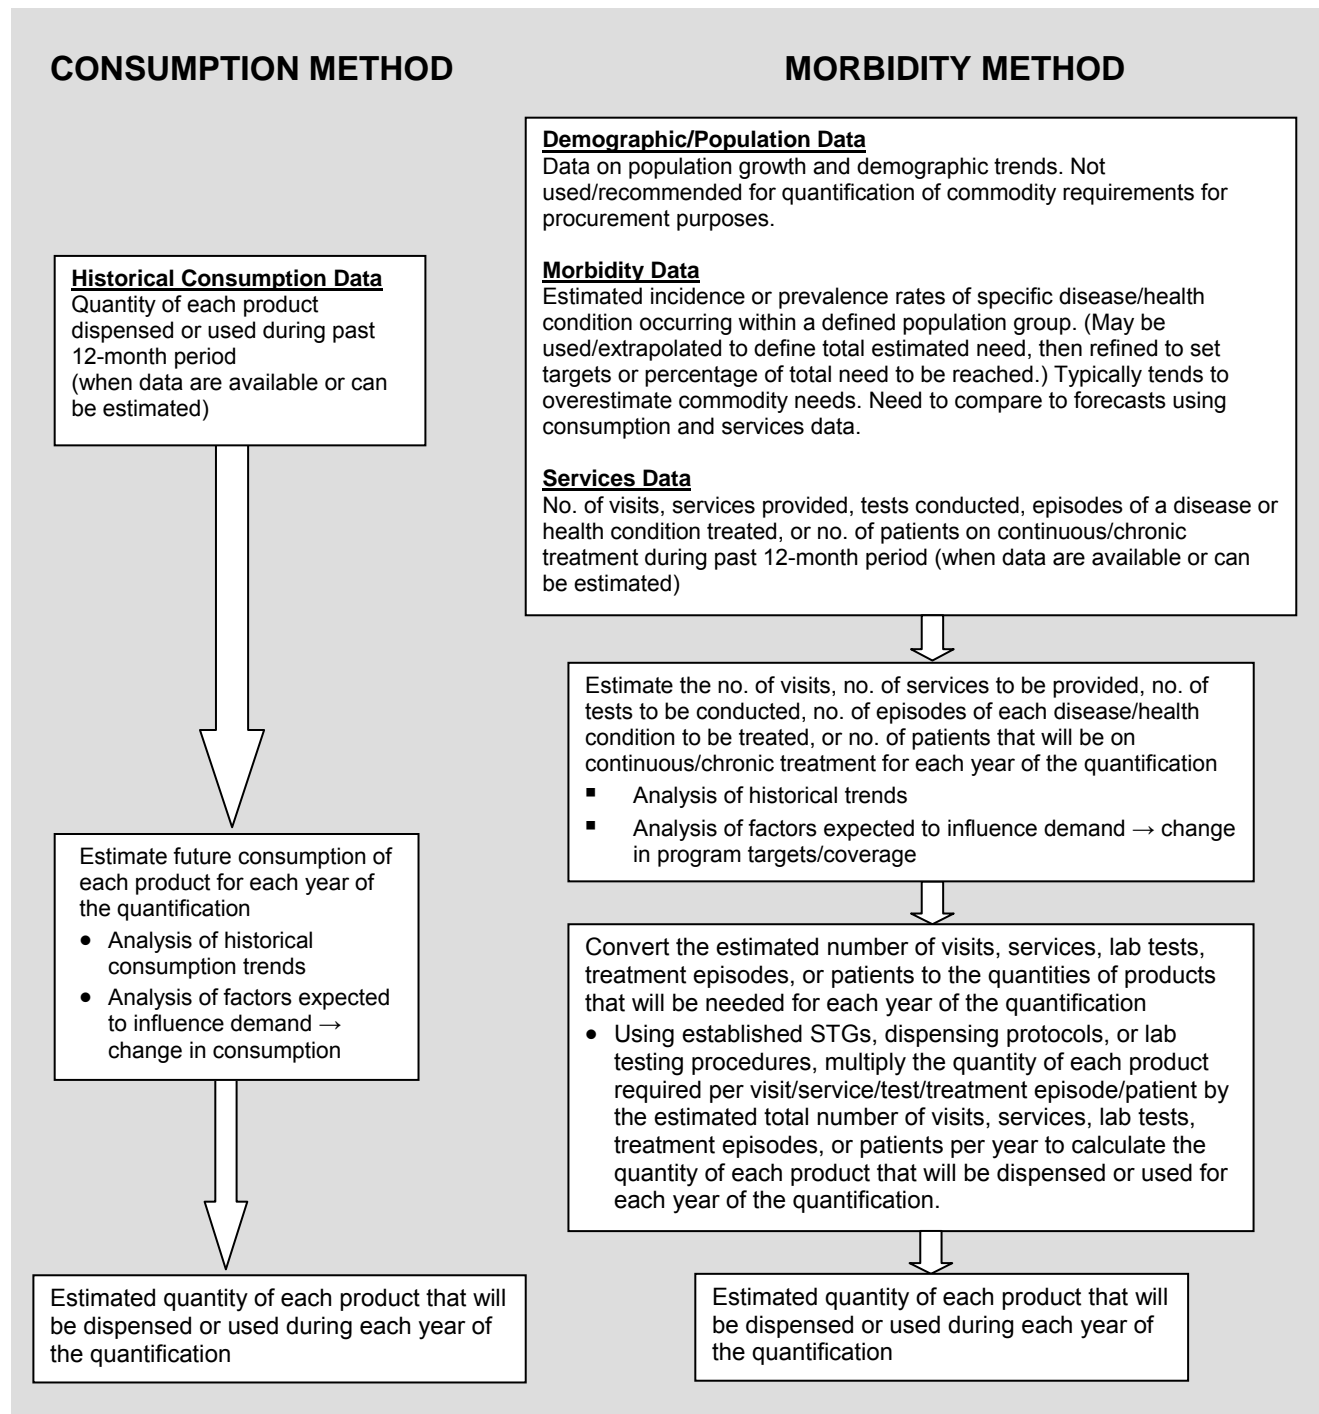 CONSUMPTION METHOD
Historical Consumption Data
Quantity of each product
dispensed or used during past
12-month period
(when data are available or can
be estimated)
Estimate future consumption of
each product for each year of
the quantification
• Analysis of historical
consumption trends
• Analysis of factors expected
to influence demand →
change in consumption
Estimated quantity of each product that will
be dispensed or used during each year of
the quantification
MORBIDITY METHOD
Demographic/Population Data
Data on population growth and demographic trends. Not
used/recommended for quantification of commodity requirements for
procurement purposes.
Morbidity Data
Estimated incidence or prevalence rates of specific disease/health
condition occurring within a defined population group. (May be
used/extrapolated to define total estimated need, then refined to set
targets or percentage of total need to be reached.) Typically tends to
overestimate commodity needs. Need to compare to forecasts using
consumption and services data.
Services Data
No. of visits, services provided, tests conducted, episodes of a disease or
health condition treated, or no. of patients on continuous/chronic
treatment during past 12-month period (when data are available or can
be estimated)
Estimate the no. of visits, no. of services to be provided, no. of
tests to be conducted, no. of episodes of each disease/health
condition to be treated, or no. of patients that will be on
continuous/chronic treatment for each year of the quantification
▪ Analysis of historical trends
▪ Analysis of factors expected to influence demand → change
in program targets/coverage
Convert the estimated number of visits, services, lab tests,
treatment episodes, or patients to the quantities of products
that will be needed for each year of the quantification
• Using established STGs, dispensing protocols, or lab
testing procedures, multiply the quantity of each product
required per visit/service/test/treatment episode/patient by
the estimated total number of visits, services, lab tests,
treatment episodes, or patients per year to calculate the
quantity of each product that will be dispensed or used for
each year of the quantification.
Estimated quantity of each product that will
be dispensed or used during each year of
the quantification